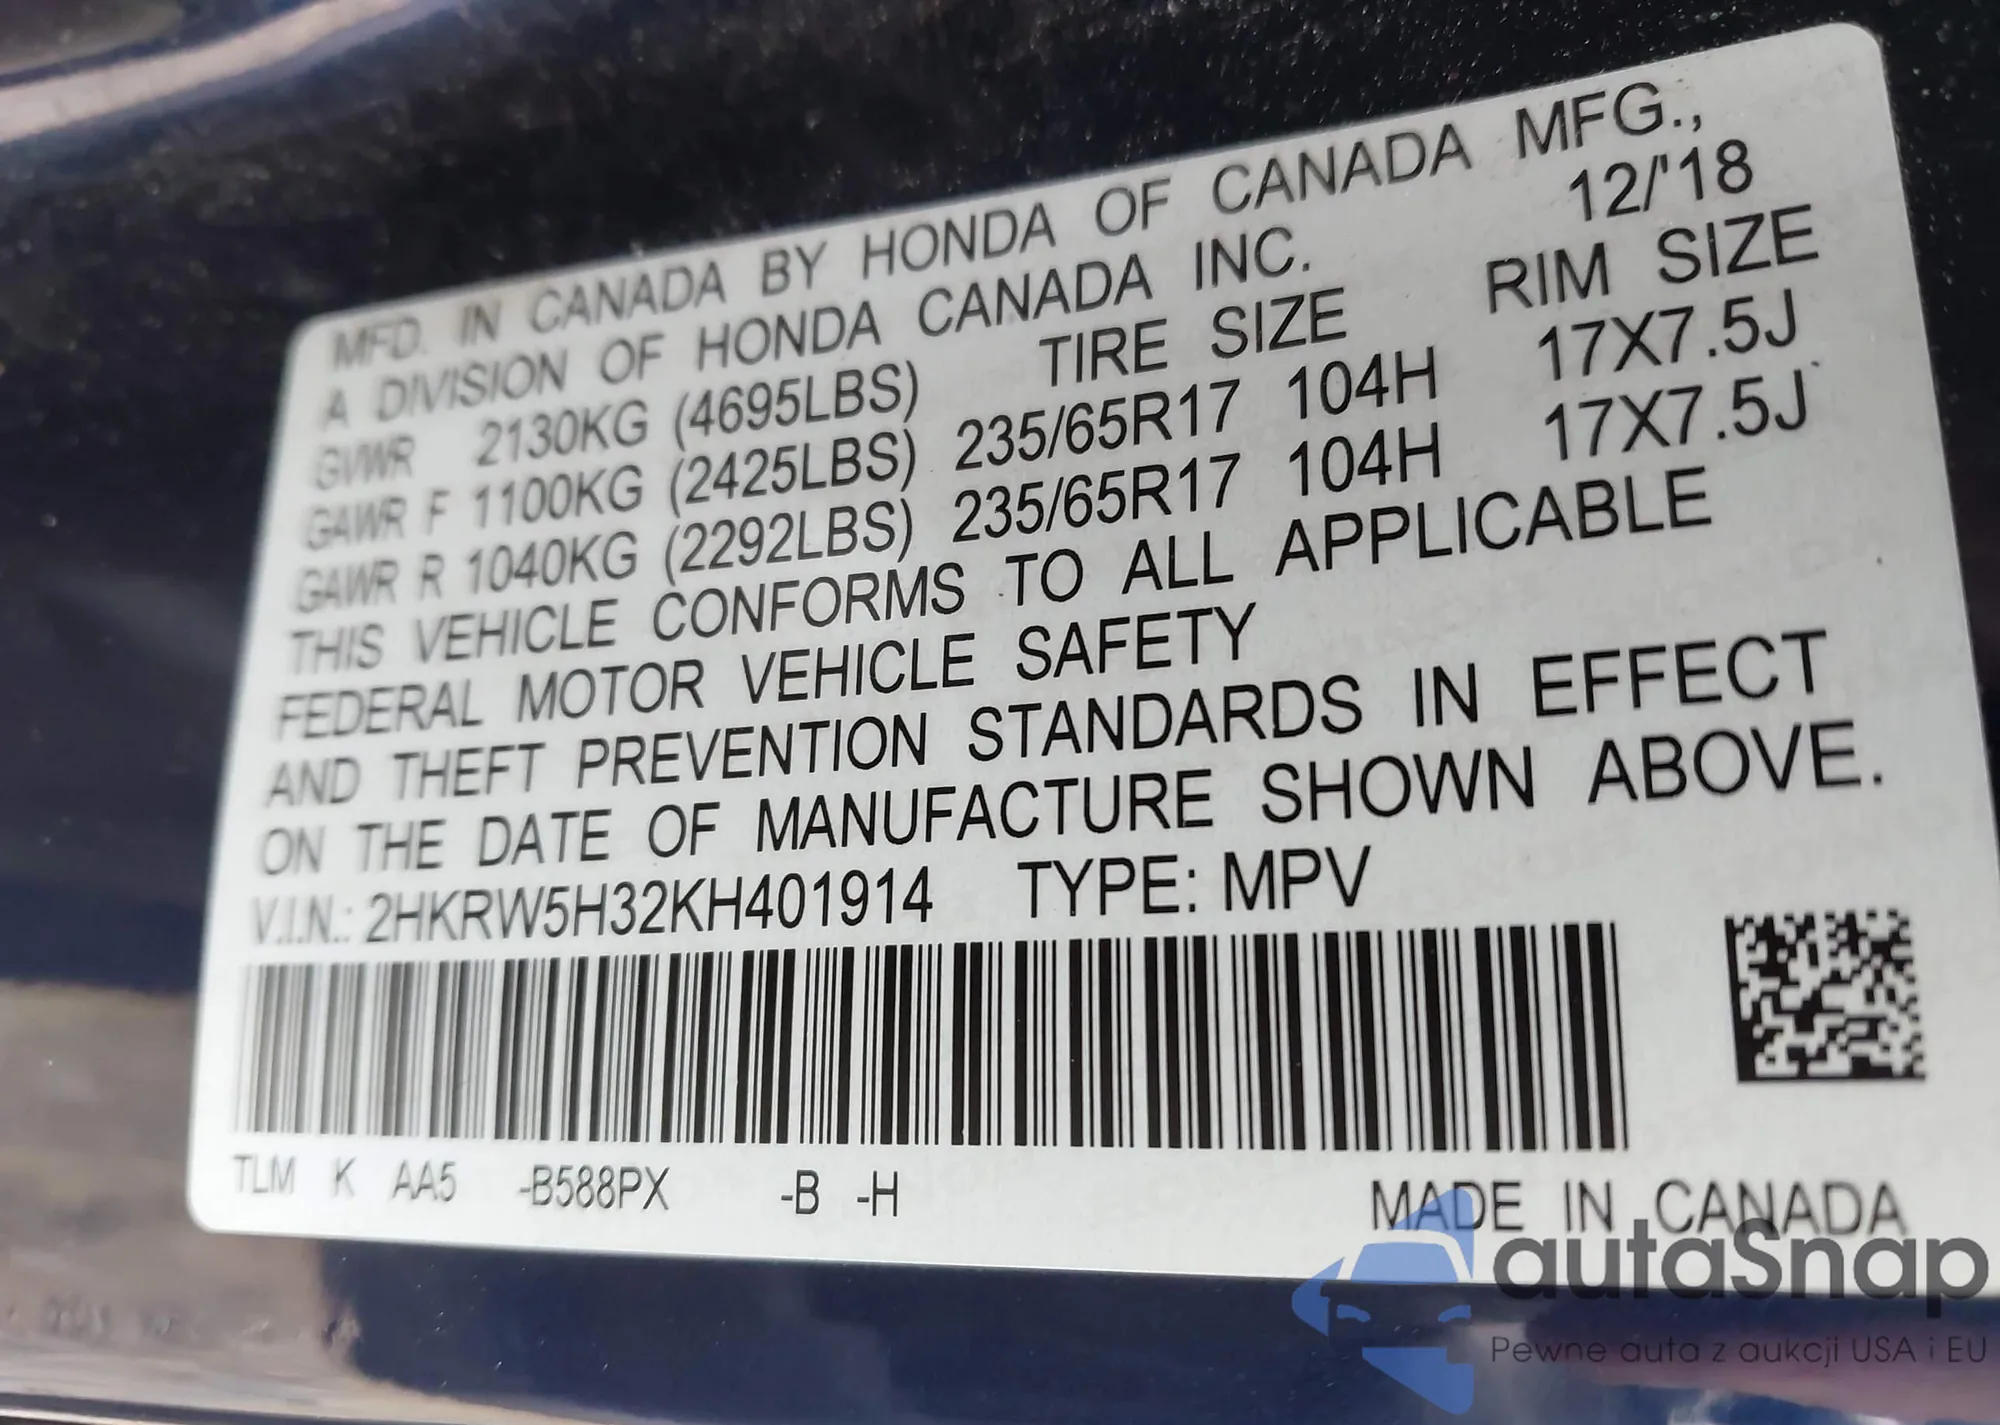 MFD. IN CANADA BY HONDA OF CANADA MFG.,
A DIVISION OF HONDA CANADA INC. 12/'18
GVWR 2130KG (4695LBS) TIRE SIZE RIM SIZE
GAWR F 1100KG (2425LBS) 235/65R17 104H 17X7.5J
GAWR R 1040KG (2292LBS) 235/65R17 104H 17X7.5J
THIS VEHICLE CONFORMS TO ALL APPLICABLE
FEDERAL MOTOR VEHICLE SAFETY
AND THEFT PREVENTION STANDARDS IN EFFECT
ON THE DATE OF MANUFACTURE SHOWN ABOVE.
V.I.N.: 2HKRW5H32KH401914 TYPE: MPV
TLM K AA5 -B588PX -B -H MADE IN CANADA
autaSnap
Pewne auta z aukcji USA i EU